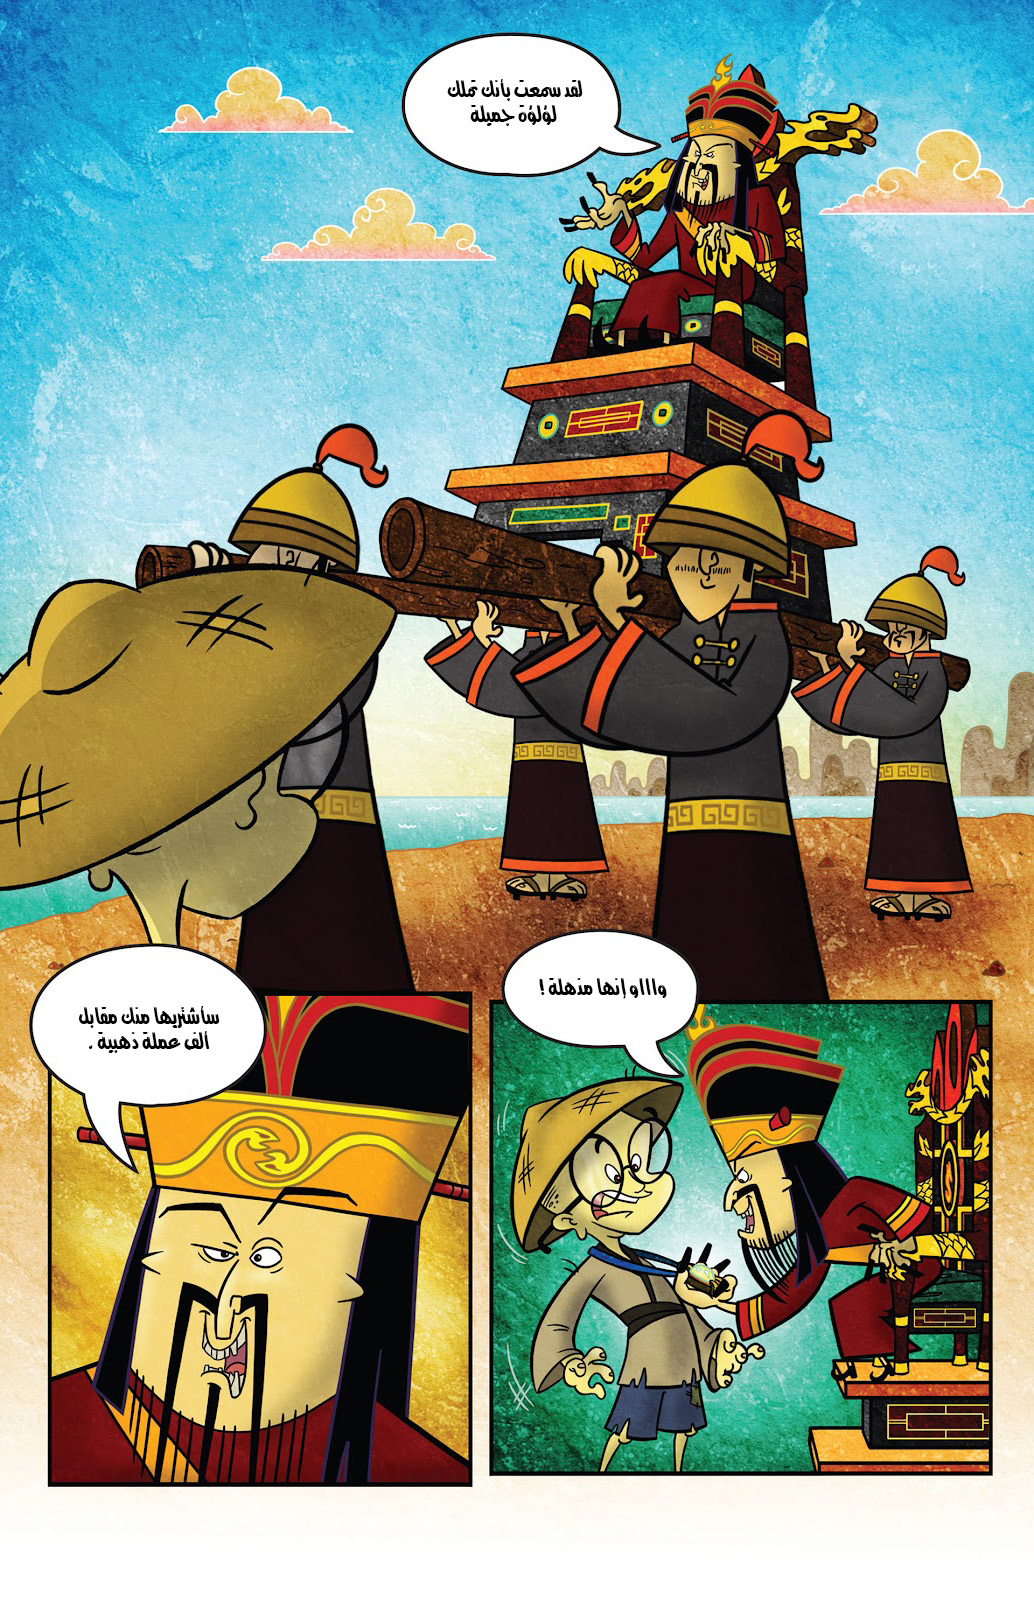 لقد سمعت بأنك تملك
لؤلؤة جميلة
واااو إنها مذهلة !
سأشتريها منك مقابل
ألف عملة ذهبية .